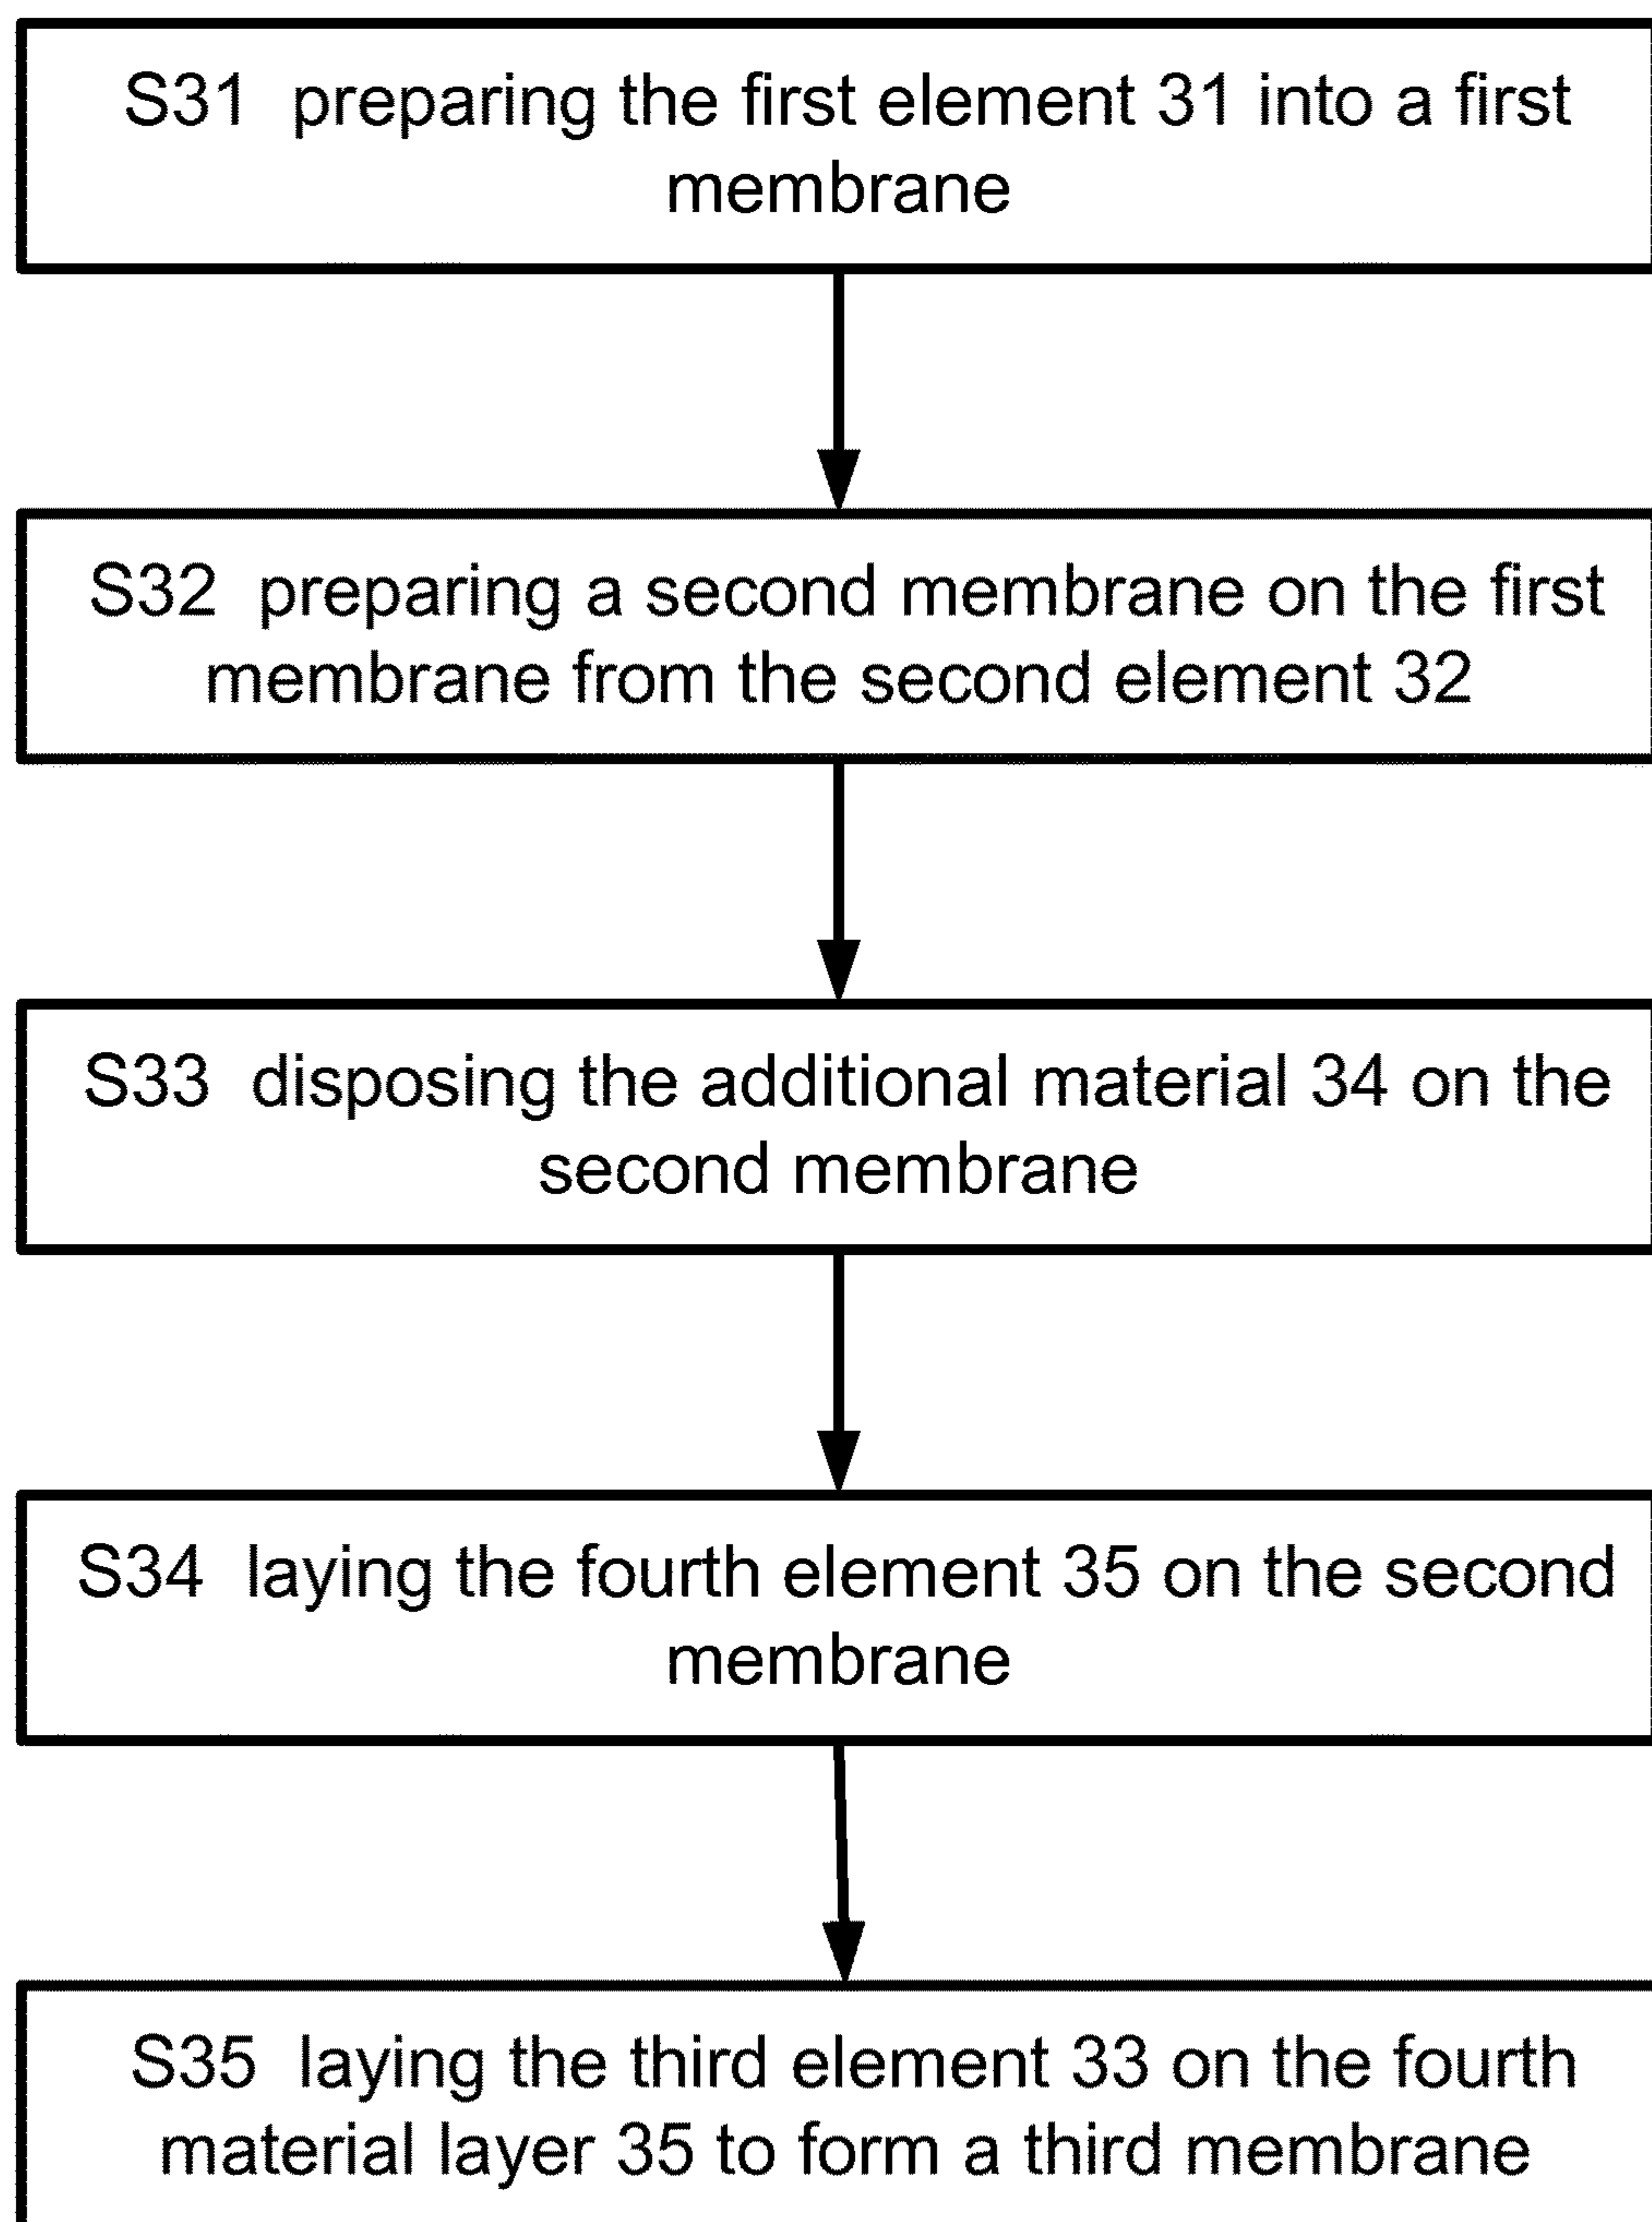 S31 preparing the first element 31 into a first
membrane
S32 preparing a second membrane on the first
membrane from the second element 32
S33 disposing the additional material 34 on the
second membrane
S34 laying the fourth element 35 on the second
membrane
S35 laying the third element 33 on the fourth
material layer 35 to form a third membrane